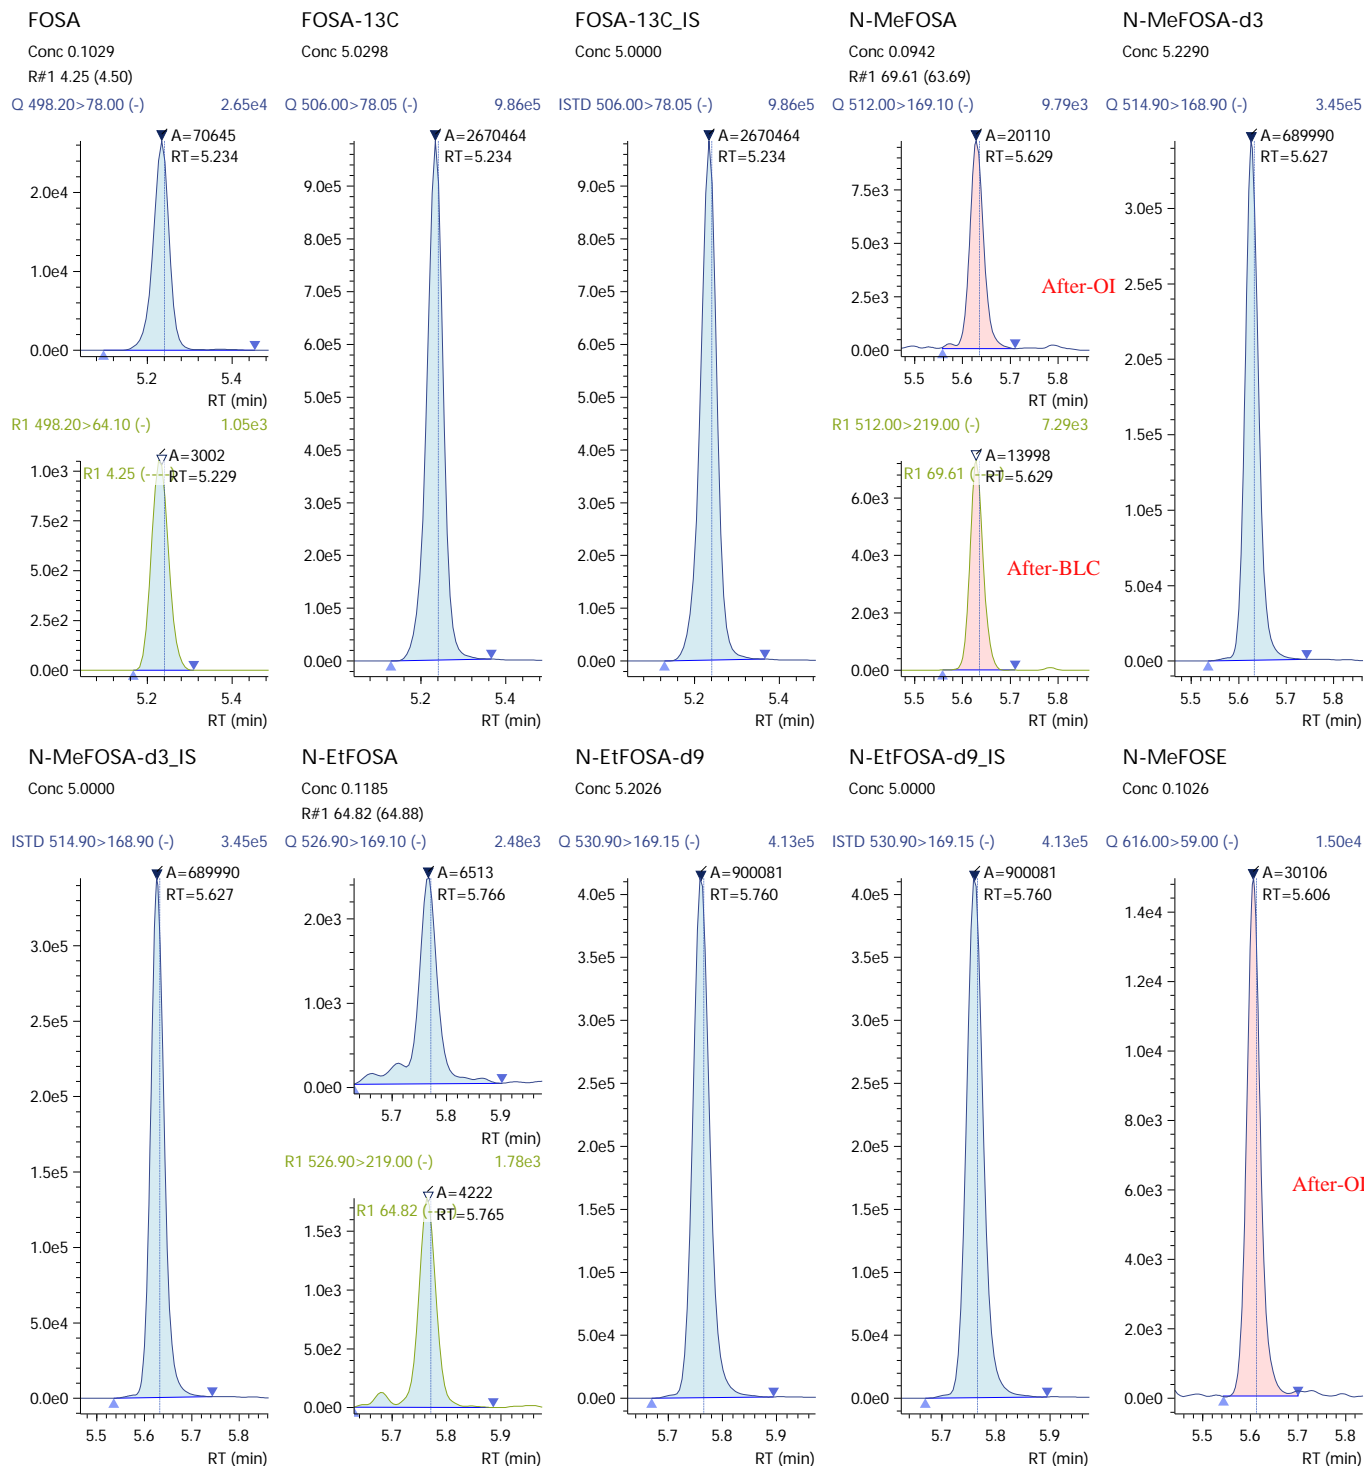 FOSA
Conc 0.1029
R#1 4.25 (4.50)
Q 498.20>78.00 (-) 2.65e4
A=70645
RT=5.234
2.0e4
1.0e4
0.0e0
5.2 5.4
RT (min)
R1 498.20>64.10 (-) 1.05e3
A=3002
R1 4.25 (----)
RT=5.229
1.0e3
7.5e2
5.0e2
2.5e2
0.0e0
5.2 5.4
RT (min)
FOSA-13C
Conc 5.0298
Q 506.00>78.05 (-) 9.86e5
A=2670464
RT=5.234
9.0e5
8.0e5
7.0e5
6.0e5
5.0e5
4.0e5
3.0e5
2.0e5
1.0e5
0.0e0
5.2 5.4
RT (min)
FOSA-13C_IS
Conc 5.0000
ISTD 506.00>78.05 (-) 9.86e5
A=2670464
RT=5.234
9.0e5
8.0e5
7.0e5
6.0e5
5.0e5
4.0e5
3.0e5
2.0e5
1.0e5
0.0e0
5.2 5.4
RT (min)
N-MeFOSA
Conc 0.0942
R#1 69.61 (63.69)
Q 512.00>169.10 (-) 9.79e3
A=20110
RT=5.629
7.5e3
5.0e3
After-OI
2.5e3
0.0e0
5.5 5.6 5.7 5.8
RT (min)
R1 512.00>219.00 (-) 7.29e3
A=13998
R1 69.61 (----)
RT=5.629
6.0e3
4.0e3
After-BLC
2.0e3
0.0e0
5.5 5.6 5.7 5.8
RT (min)
N-MeFOSA-d3
Conc 5.2290
Q 514.90>168.90 (-) 3.45e5
A=689990
RT=5.627
3.0e5
2.5e5
2.0e5
1.5e5
1.0e5
5.0e4
0.0e0
5.5 5.6 5.7 5.8
RT (min)
N-MeFOSA-d3_IS
Conc 5.0000
ISTD 514.90>168.90 (-) 3.45e5
A=689990
RT=5.627
3.0e5
2.5e5
2.0e5
1.5e5
1.0e5
5.0e4
0.0e0
5.5 5.6 5.7 5.8
RT (min)
N-EtFOSA
Conc 0.1185
R#1 64.82 (64.88)
Q 526.90>169.10 (-) 2.48e3
A=6513
RT=5.766
2.0e3
1.0e3
0.0e0
5.7 5.8 5.9
RT (min)
R1 526.90>219.00 (-) 1.78e3
A=4222
R1 64.82 (----)
RT=5.765
1.5e3
1.0e3
5.0e2
0.0e0
5.7 5.8 5.9
RT (min)
N-EtFOSA-d9
Conc 5.2026
Q 530.90>169.15 (-) 4.13e5
A=900081
RT=5.760
4.0e5
3.5e5
3.0e5
2.5e5
2.0e5
1.5e5
1.0e5
5.0e4
0.0e0
5.7 5.8 5.9
RT (min)
N-EtFOSA-d9_IS
Conc 5.0000
ISTD 530.90>169.15 (-) 4.13e5
A=900081
RT=5.760
4.0e5
3.5e5
3.0e5
2.5e5
2.0e5
1.5e5
1.0e5
5.0e4
0.0e0
5.7 5.8 5.9
RT (min)
N-MeFOSE
Conc 0.1026
Q 616.00>59.00 (-) 1.50e4
A=30106
RT=5.606
1.4e4
1.2e4
1.0e4
8.0e3
6.0e3
After-OI
4.0e3
2.0e3
0.0e0
5.5 5.6 5.7 5.8
RT (min)